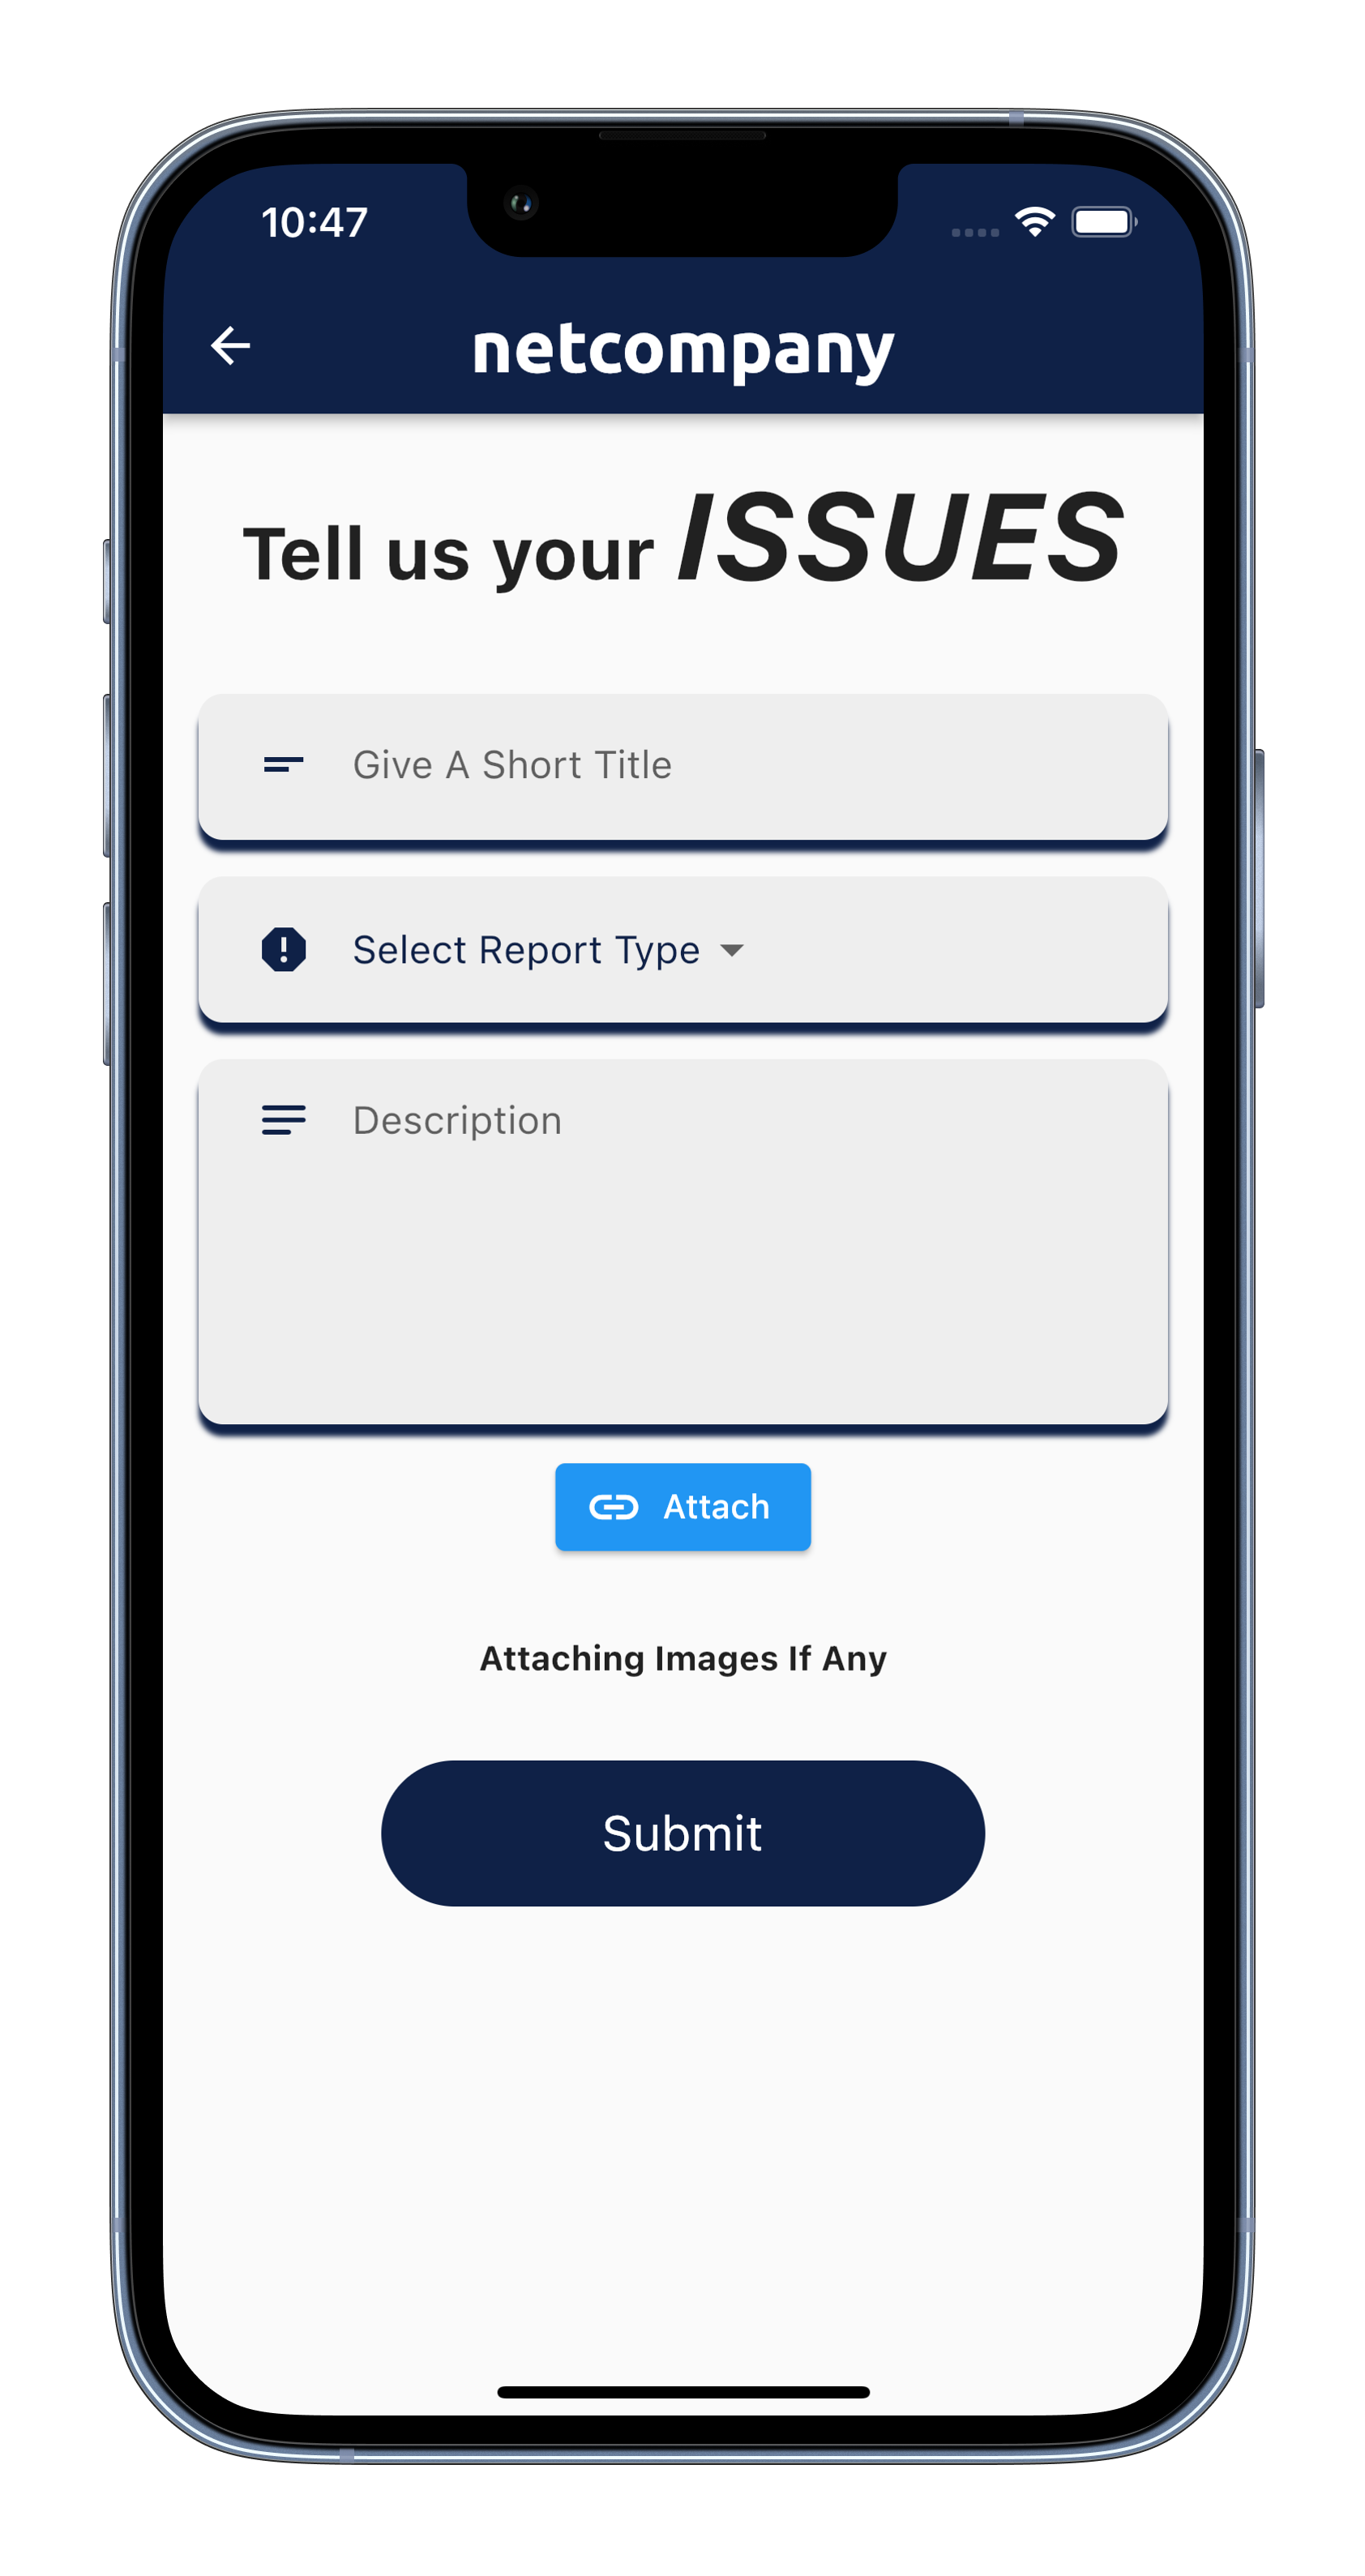 10:47
netcompany
Tell us your ISSUES
Give A Short Title
Select Report Type
Description
Attach
Attaching Images If Any
Submit